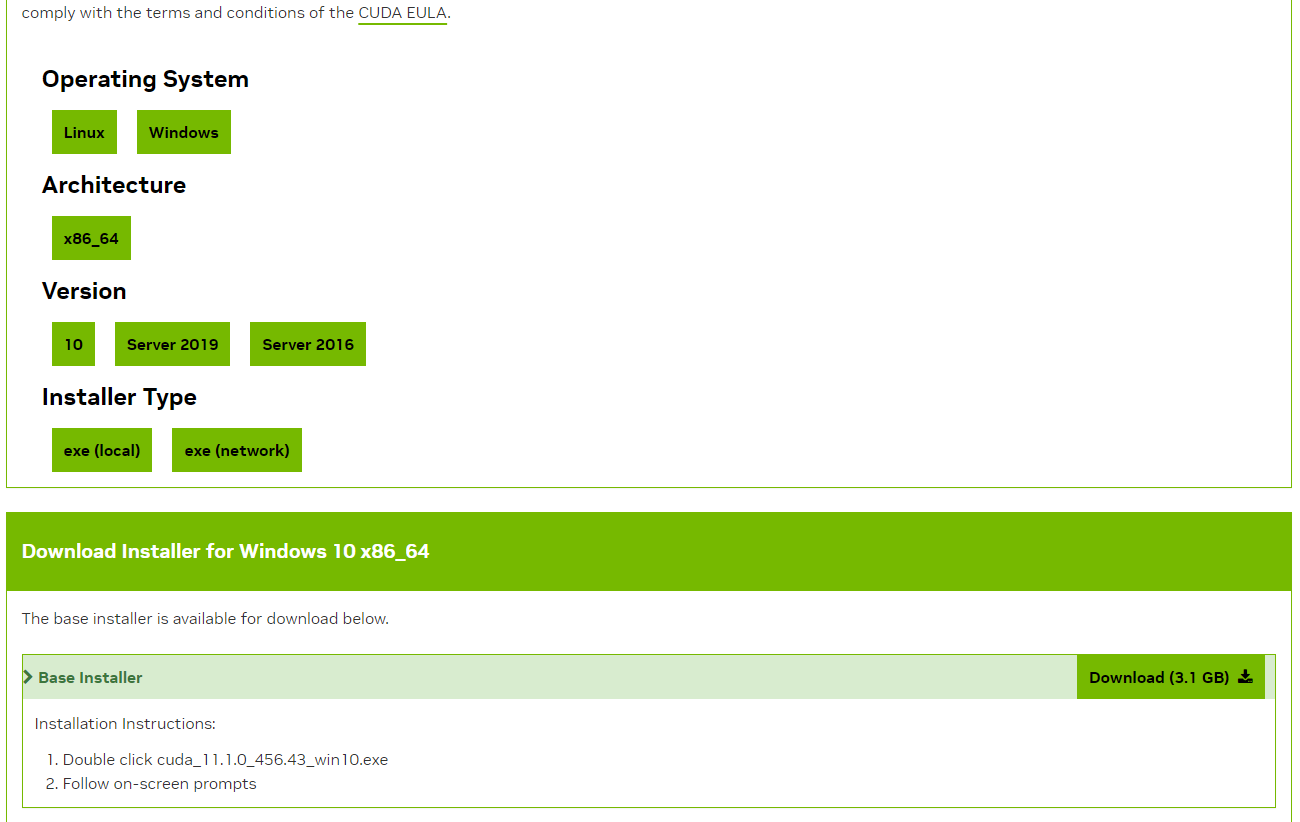 comply with the terms and conditions of the CUDA EULA.
Operating System
Linux Windows
Architecture
x86_64
Version
10 Server 2019 Server 2016
Installer Type
exe (local) exe (network)
Download Installer for Windows 10 x86_64
The base installer is available for download below.
Base Installer Download (3.1 GB)
Installation Instructions:
1. Double click cuda_11.1.0_456.43_win10.exe
2. Follow on-screen prompts